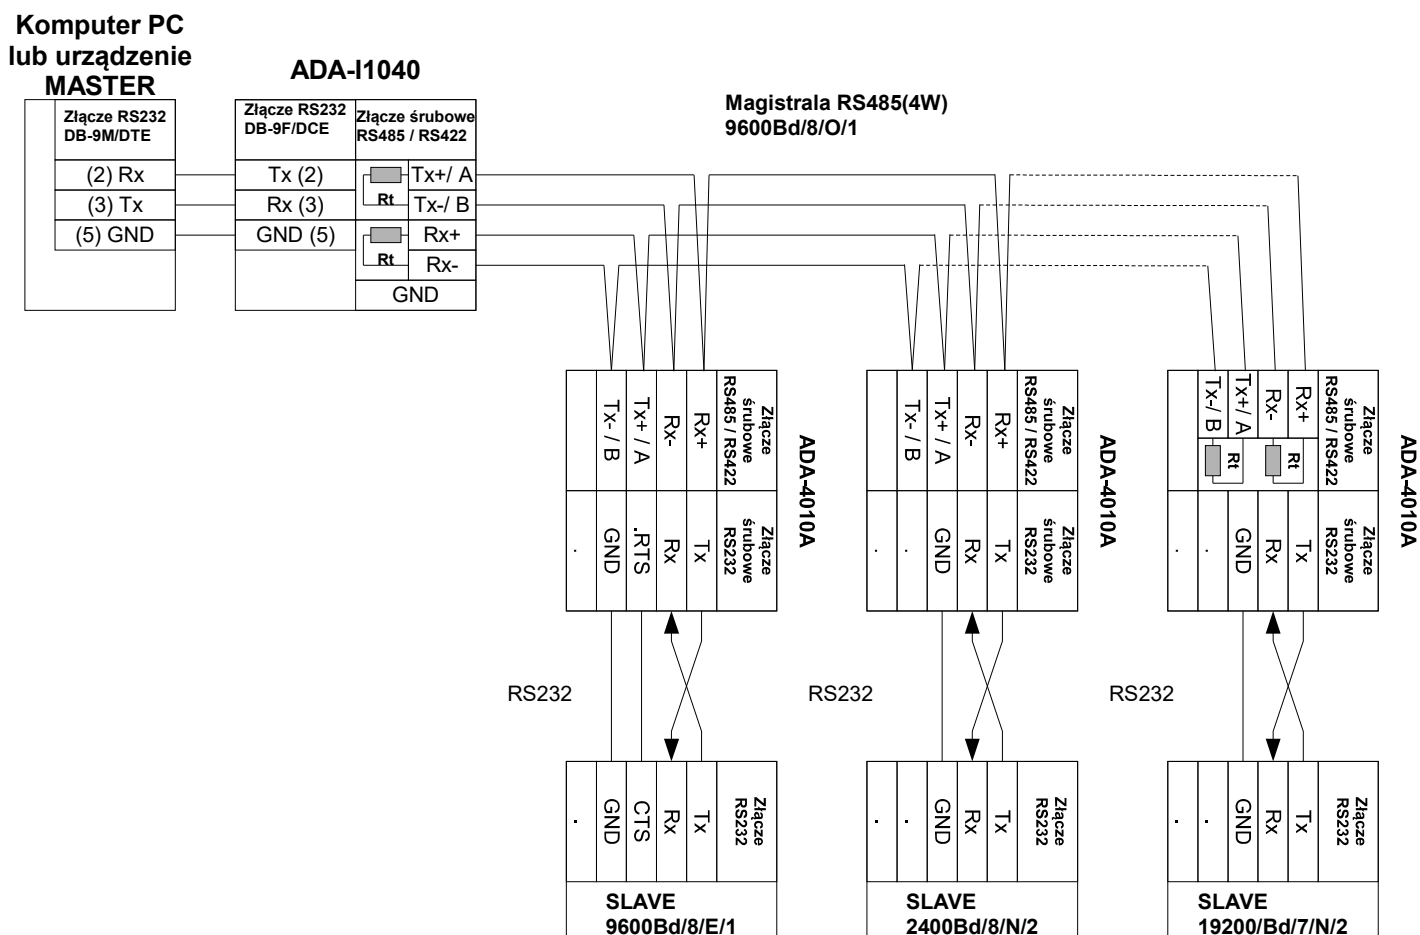 Komputer PC
lub urządzenie
MASTER
ADA-I1040
Złącze RS232
DB-9M/DTE
Złącze RS232
DB-9F/DCE
Złącze śrubowe
RS485 / RS422
Magistrala RS485(4W)
9600Bd/8/O/1
(2) Rx
Tx (2)
Tx+/ A
(3) Tx
Rx (3)
Rt
Tx-/ B
(5) GND
GND (5)
Rx+
Rt
Rx-
GND
Tx- / B
Tx+ / A
Rx-
Rx+
Złącze
śrubowe
RS485 / RS422
ADA-4010A
.
GND
.RTS
Rx
Tx
Złącze
śrubowe
RS232
Tx- / B
Tx+ / A
Rx-
Rx+
Złącze
śrubowe
RS485 / RS422
ADA-4010A
.
.
GND
Rx
Tx
Złącze
śrubowe
RS232
Tx-/ B
Tx+/ A
Rx-
Rx+
Złącze
śrubowe
RS485 / RS422
ADA-4010A
Rt
Rt
.
.
GND
Rx
Tx
Złącze
śrubowe
RS232
RS232
RS232
RS232
.
GND
CTS
Rx
Tx
Złącze
RS232
.
.
GND
Rx
Tx
Złącze
RS232
.
.
GND
Rx
Tx
Złącze
RS232
SLAVE
9600Bd/8/E/1
SLAVE
2400Bd/8/N/2
SLAVE
19200/Bd/7/N/2